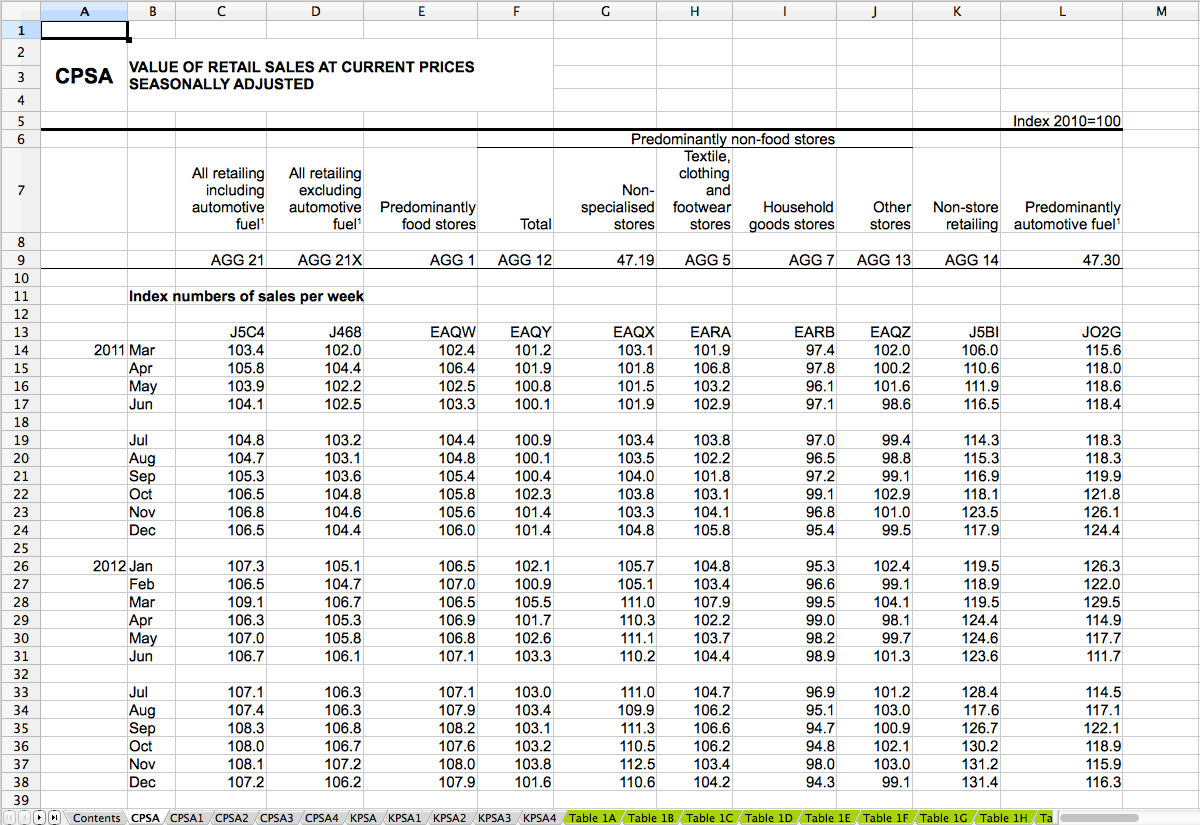 A B C D E F G H I J K L M
1
2
CPSA VALUE OF RETAIL SALES AT CURRENT PRICES
3 SEASONALLY ADJUSTED
4
5 Index 2010=100
6 Predominantly non-food stores
7 All retailing including automotive fuel¹ All retailing excluding automotive fuel¹ Predominantly food stores Total Non-specialised stores Textile, clothing and footwear stores Household goods stores Other stores Non-store retailing Predominantly automotive fuel¹
8
9 AGG 21 AGG 21X AGG 1 AGG 12 47.19 AGG 5 AGG 7 AGG 13 AGG 14 47.30
10
11 Index numbers of sales per week
12
13 J5C4 J468 EAQW EAQY EAQX EARA EARB EAQZ J5BI JO2G
14 2011 Mar 103.4 102.0 102.4 101.2 103.1 101.9 97.4 102.0 106.0 115.6
15 Apr 105.8 104.4 106.4 101.9 101.8 106.8 97.8 100.2 110.6 118.0
16 May 103.9 102.2 102.5 100.8 101.5 103.2 96.1 101.6 111.9 118.6
17 Jun 104.1 102.5 103.3 100.1 101.9 102.9 97.1 98.6 116.5 118.4
18
19 Jul 104.8 103.2 104.4 100.9 103.4 103.8 97.0 99.4 114.3 118.3
20 Aug 104.7 103.1 104.8 100.1 103.5 102.2 96.5 98.8 115.3 118.3
21 Sep 105.3 103.6 105.4 100.4 104.0 101.8 97.2 99.1 116.9 119.9
22 Oct 106.5 104.8 105.8 102.3 103.8 103.1 99.1 102.9 118.1 121.8
23 Nov 106.8 104.6 105.6 101.4 103.3 104.1 96.8 101.0 123.5 126.1
24 Dec 106.5 104.4 106.0 101.4 104.8 105.8 95.4 99.5 117.9 124.4
25
26 2012 Jan 107.3 105.1 106.5 102.1 105.7 104.8 95.3 102.4 119.5 126.3
27 Feb 106.5 104.7 107.0 100.9 105.1 103.4 96.6 99.1 118.9 122.0
28 Mar 109.1 106.7 106.5 105.5 111.0 107.9 99.5 104.1 119.5 129.5
29 Apr 106.3 105.3 106.9 101.7 110.3 102.2 99.0 98.1 124.4 114.9
30 May 107.0 105.8 106.8 102.6 111.1 103.7 98.2 99.7 124.6 117.7
31 Jun 106.7 106.1 107.1 103.3 110.2 104.4 98.9 101.3 123.6 111.7
32
33 Jul 107.1 106.3 107.1 103.0 111.0 104.7 96.9 101.2 128.4 114.5
34 Aug 107.4 106.3 107.9 103.4 109.9 106.2 95.1 103.0 117.6 117.1
35 Sep 108.3 106.8 108.2 103.1 111.3 106.6 94.7 100.9 126.7 122.1
36 Oct 108.0 106.7 107.6 103.2 110.5 106.2 94.8 102.1 130.2 118.9
37 Nov 108.1 107.2 108.0 103.8 112.5 103.4 98.0 103.0 131.2 115.9
38 Dec 107.2 106.2 107.9 101.6 110.6 104.2 94.3 99.1 131.4 116.3
39
Contents CPSA CPSA1 CPSA2 CPSA3 CPSA4 KPSA KPSA1 KPSA2 KPSA3 KPSA4 Table 1A Table 1B Table 1C Table 1D Table 1E Table 1F Table 1G Table 1H Ta